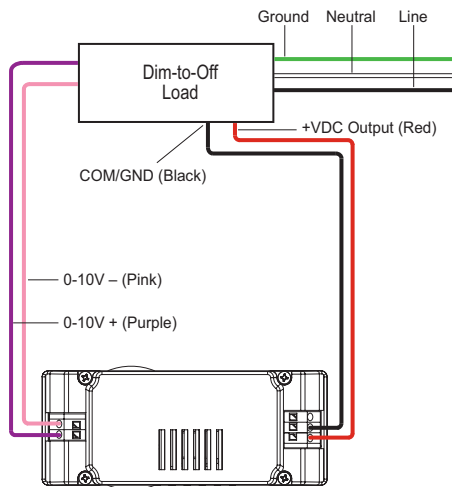 Ground Neutral Line
Dim-to-Off
Load
+VDC Output (Red)
COM/GND (Black)
0-10V – (Pink)
0-10V + (Purple)